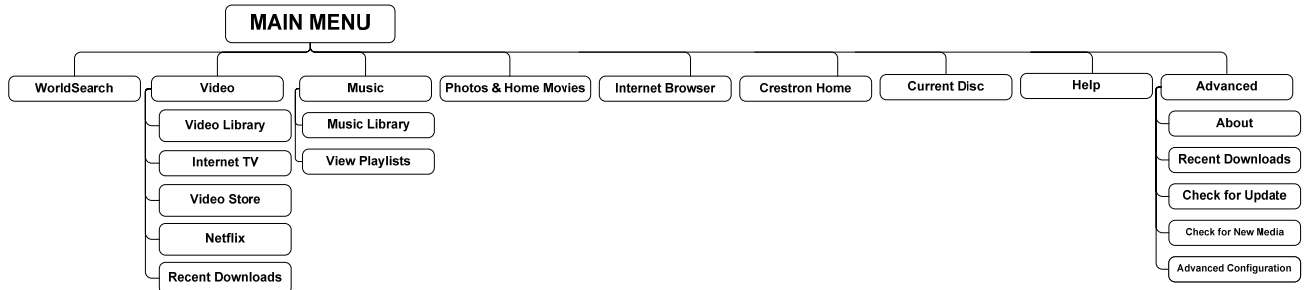 MAIN MENU
WorldSearch
Video
Music
Photos & Home Movies
Internet Browser
Crestron Home
Current Disc
Help
Advanced
Video Library
Internet TV
Video Store
Netflix
Recent Downloads
Music Library
View Playlists
About
Recent Downloads
Check for Update
Check for New Media
Advanced Configuration